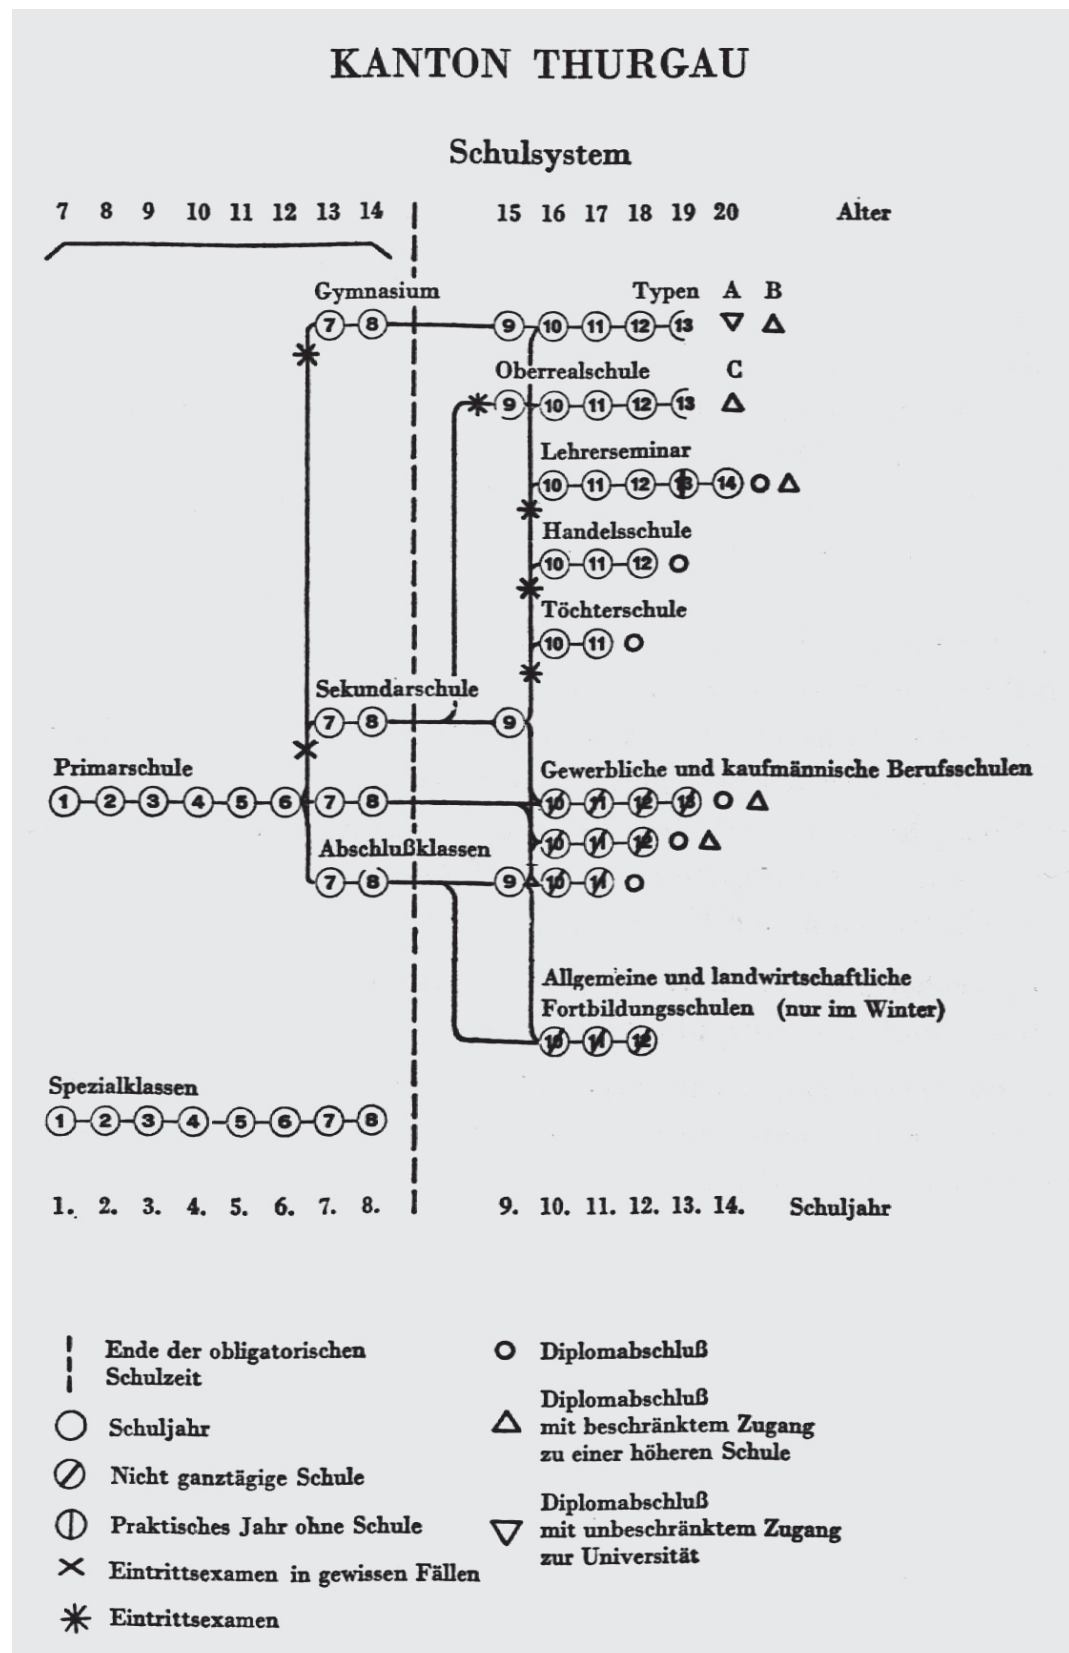 KANTON THURGAU
Schulsystem
7 8 9 10 11 12 13 14 15 16 17 18 19 20 Alter
Gymnasium Typen A B
7 8 9 10 11 12 13
Oberrealschule C
9 10 11 12 13
Lehrerseminar
10 11 12 13 14
Handelsschule
10 11 12
Töchterschule
10 11
Sekundarschule
7 8 9
Primarschule Gewerbliche und kaufmännische Berufsschulen
1 2 3 4 5 6 7 8 10 11 12 13
10 11 12
Abschlußklassen
7 8 9 10 11
Allgemeine und landwirtschaftliche
Fortbildungsschulen (nur im Winter)
10 11 12
Spezialklassen
1 2 3 4 5 6 7 8
1. 2. 3. 4. 5. 6. 7. 8. 9. 10. 11. 12. 13. 14. Schuljahr
Ende der obligatorischen
Schulzeit
Schuljahr
Nicht ganztägige Schule
Praktisches Jahr ohne Schule
Eintrittsexamen in gewissen Fällen
Eintrittsexamen
Diplomabschluß
Diplomabschluß
mit beschränktem Zugang
zu einer höheren Schule
Diplomabschluß
mit unbeschränktem Zugang
zur Universität